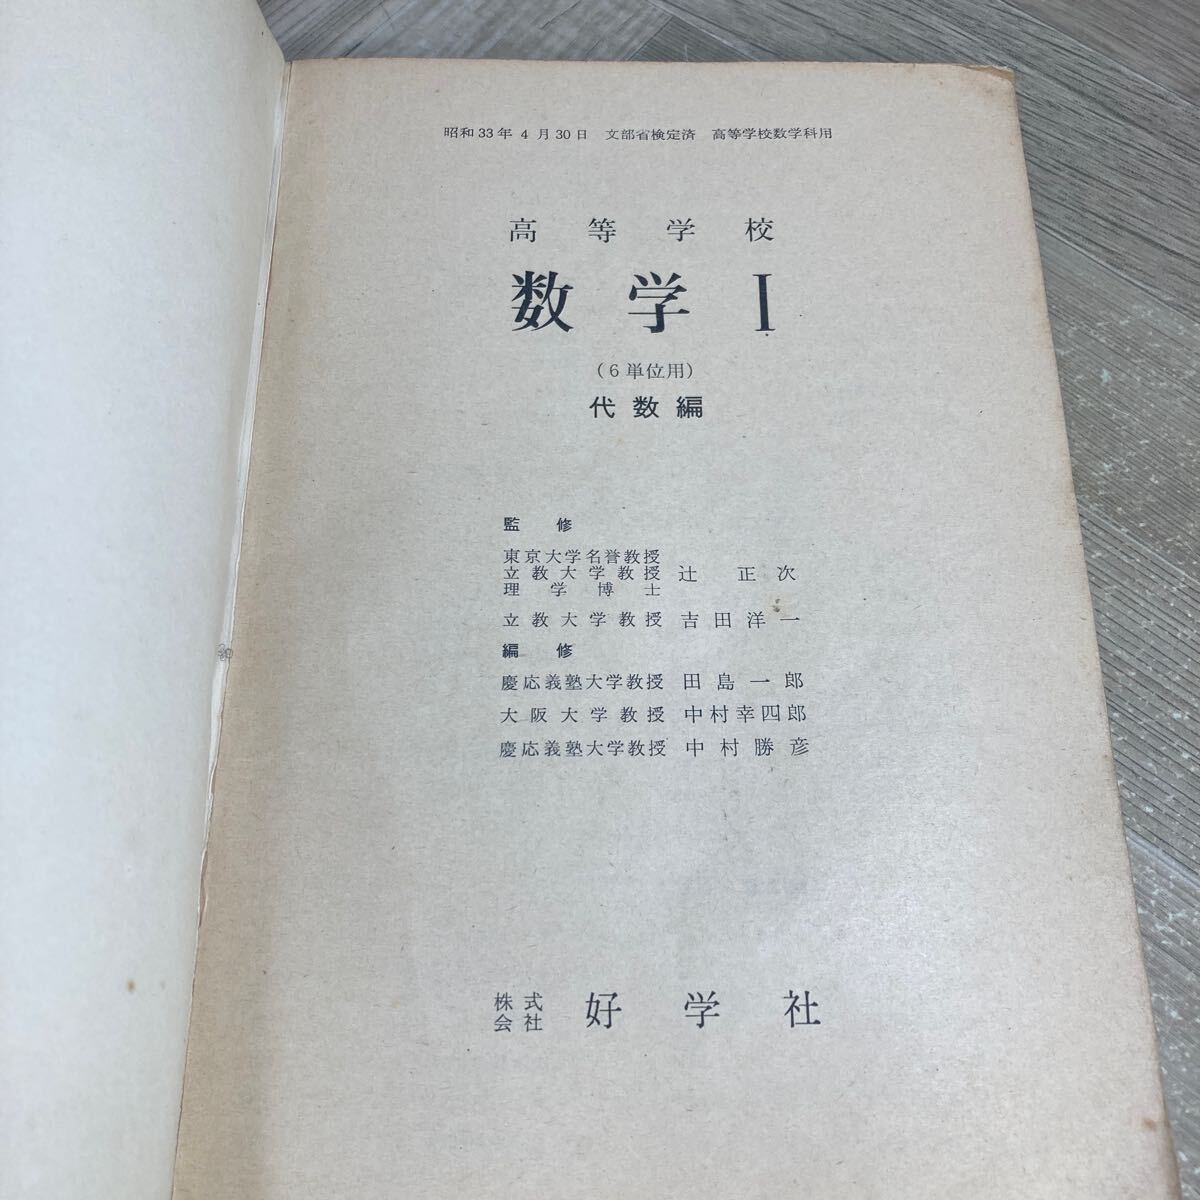 昭和33年4月30日 文部省検定済 高等学校数学科用
高等学校
数学I
(6単位用)
代数編
監修
東京大学名誉教授
立教大学教授 辻正次
理学博士
立教大学教授 吉田洋一
編修
慶応義塾大学教授 田島一郎
大阪大学教授 中村幸四郎
慶応義塾大学教授 中村勝彦
株式会社 好学社